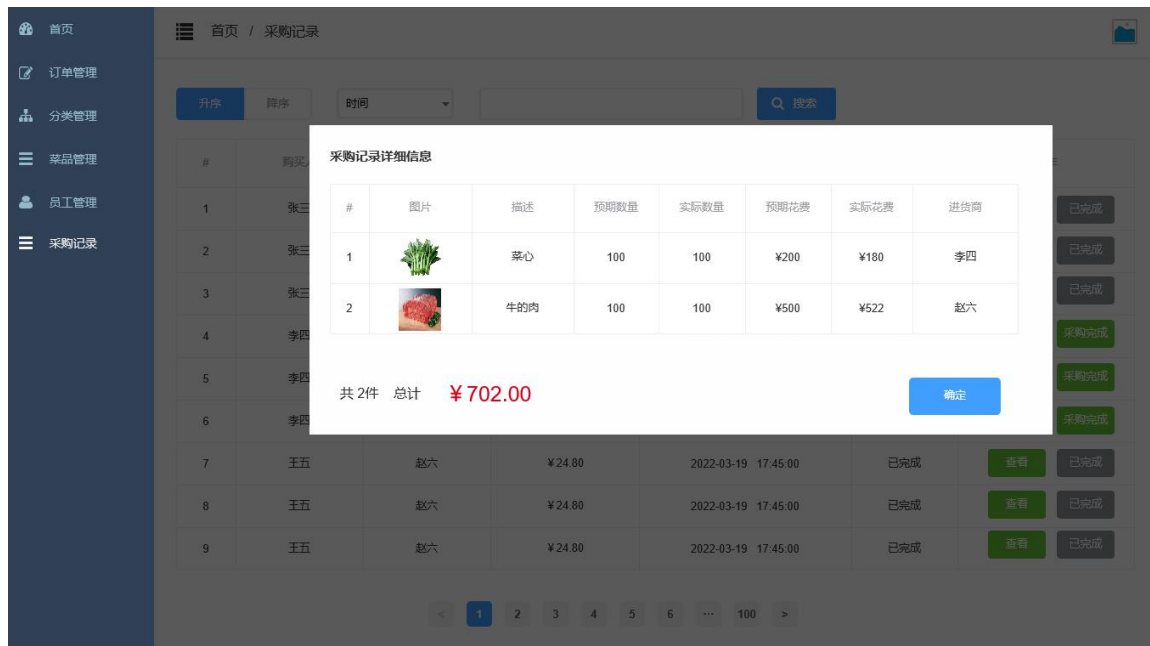 首页
订单管理
分类管理
菜品管理
员工管理
采购记录
首页 / 采购记录
升序 降序 时间 搜索
# 购买
1 张三 已完成
2 张三 已完成
3 张三 已完成
4 李四 采购完成
5 李四 采购完成
6 李四 采购完成
7 王五 赵六 ¥24.80 2022-03-19 17:45:00 已完成 查看 已完成
8 王五 赵六 ¥24.80 2022-03-19 17:45:00 已完成 查看 已完成
9 王五 赵六 ¥24.80 2022-03-19 17:45:00 已完成 查看 已完成
采购记录详细信息
# 图片 描述 预期数量 实际数量 预期花费 实际花费 进货商
1 菜心 100 100 ¥200 ¥180 李四
2 牛的肉 100 100 ¥500 ¥522 赵六
共 2件 总计 ¥702.00 确定
< 1 2 3 4 5 6 ··· 100 >